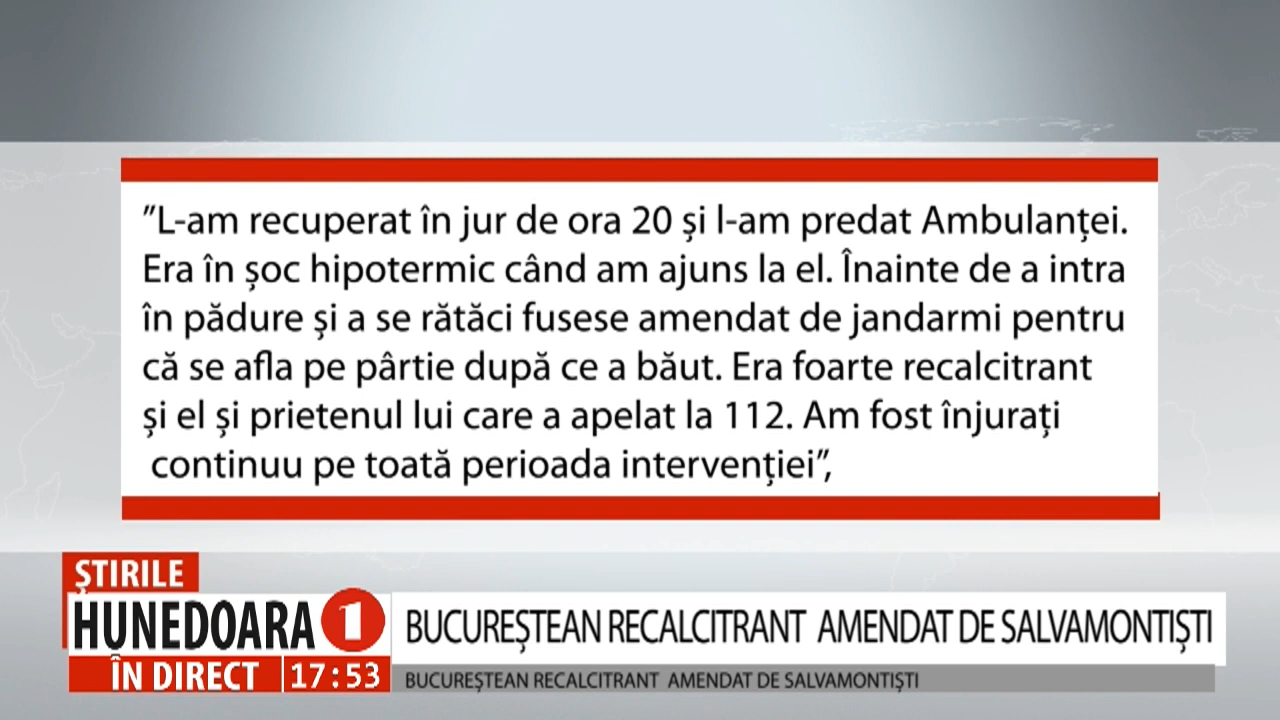 ”L-am recuperat în jur de ora 20 și l-am predat Ambulanței.
Era în șoc hipotermic când am ajuns la el. Înainte de a intra
în pădure și a se rătăci fusese amendat de jandarmi pentru
că se afla pe pârtie după ce a băut. Era foarte recalcitrant
și el și prietenul lui care a apelat la 112. Am fost înjurați
continuu pe toată perioada intervenției”,
ŞTIRILE
HUNEDOARA 1
ÎN DIRECT 17:53
BUCUREȘTEAN RECALCITRANT AMENDAT DE SALVAMONTIȘTI
BUCUREȘTEAN RECALCITRANT AMENDAT DE SALVAMONTIȘTI